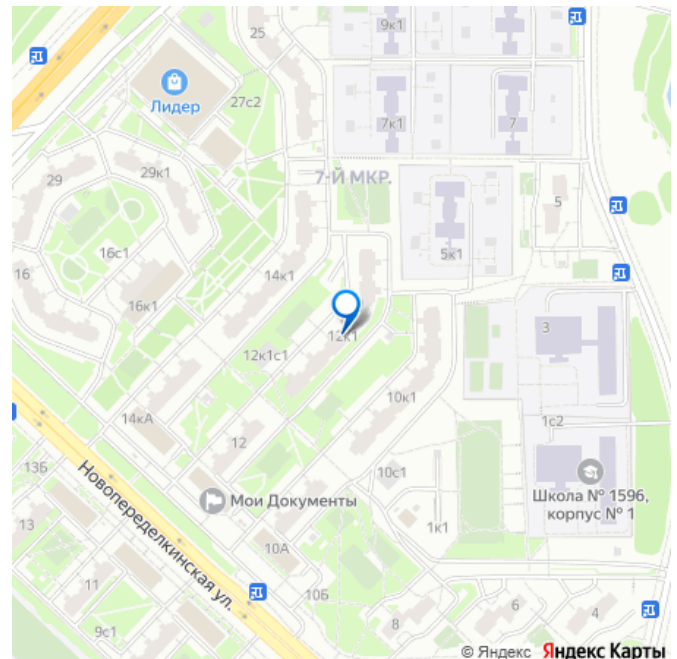 25
9к1
Лидер
27с2
7к1
7
29
29к1
7-Й МКР.
5
16с1
5к1
16
14к1
16к1
3
12к1
12к1с1
10к1
14кА
1с2
12
13Б
10с1
Мои Документы
Школа № 1596,
корпус № 1
Новопеределкинская ул.
1к1
13
10А
11
10Б
6
4
8
9с1
© Яндекс Яндекс Карты